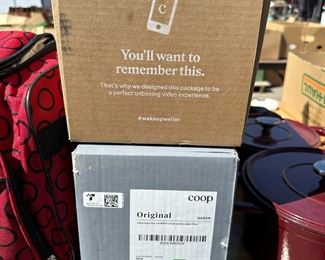 C
You'll want to
remember this.
That's why we designed this package to be
a perfect unboxing video experience.
#wakeupweller
coop
Original
QUEEN